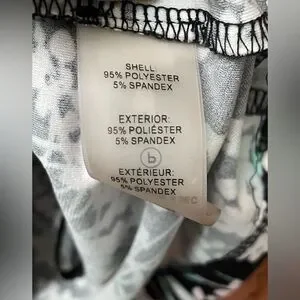 SHELL:
95% POLYESTER
5% SPANDEX
EXTERIOR:
95% POLIÉSTER
5% SPANDEX
b
EXTÉRIEUR:
95% POLYESTER
5% SPANDEX